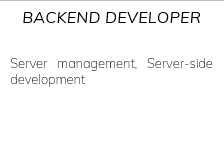 BACKEND DEVELOPER
Server management, Server-side
development